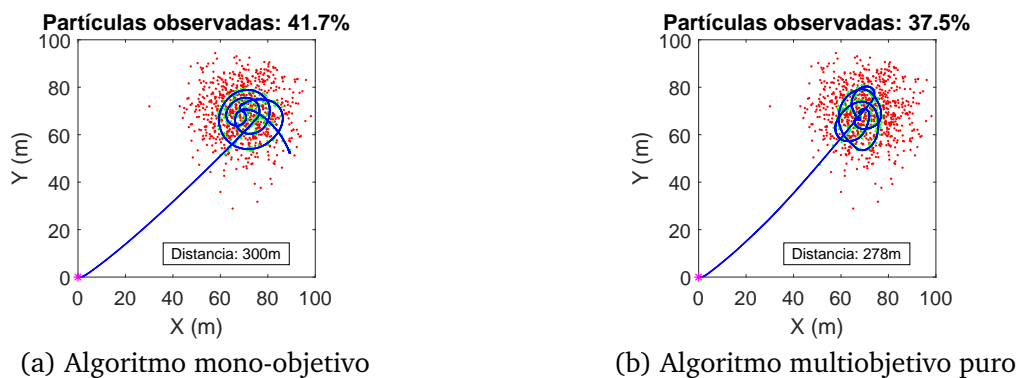 Partículas observadas: 41.7%
100
80
60
40
20
0
Y (m)
Distancia: 300m
0 20 40 60 80 100
X (m)
(a) Algoritmo mono-objetivo
Partículas observadas: 37.5%
100
80
60
40
20
0
Y (m)
Distancia: 278m
0 20 40 60 80 100
X (m)
(b) Algoritmo multiobjetivo puro